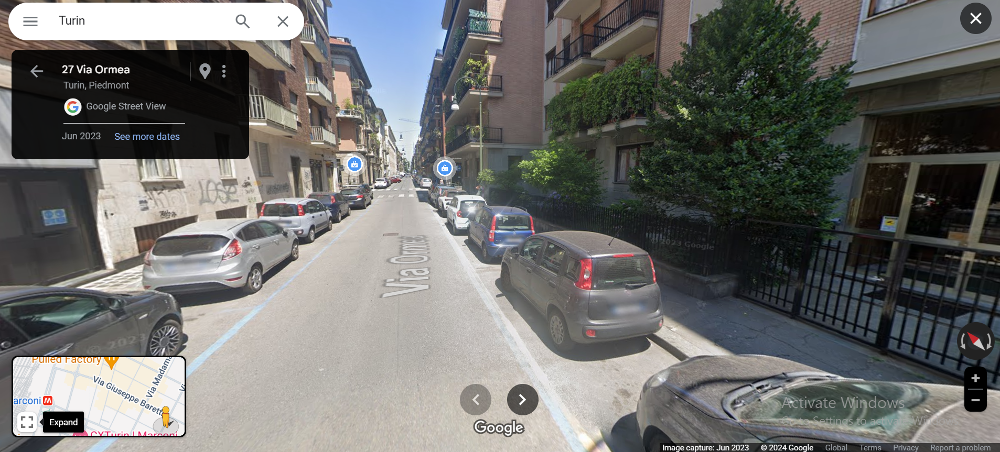 Turin
27 Via Ormea
Turin, Piedmont
Google Street View
Jun 2023
See more dates
LOSE
Via Ormea
© 2023 Google
© 2023
Pulled Factory
Via Madama
Via Giuseppe Barett
arconi M
Expand
CXTurin | Marconi
Google
Activate Windows
Go to Settings to activate Windows.
Image capture: Jun 2023 © 2024 Google Global Terms Privacy Report a problem